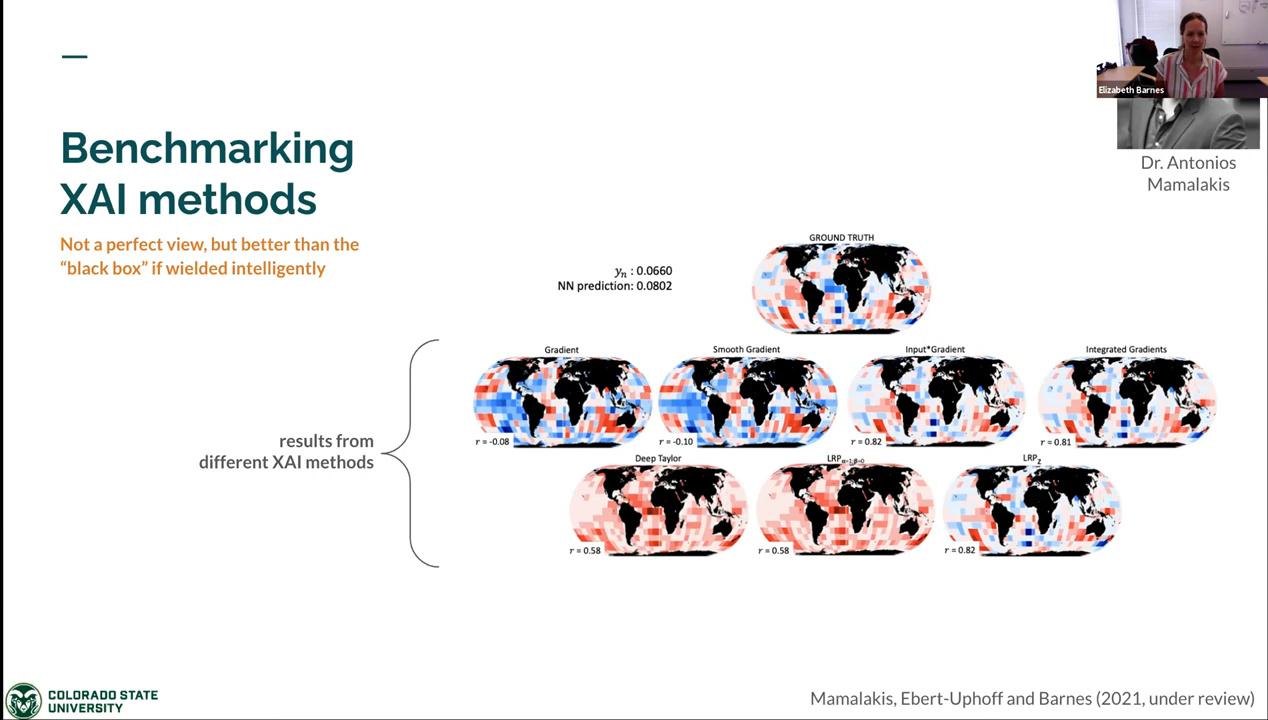 Elizabeth Barnes
Dr. Antonios
Mamalakis
Benchmarking
XAI methods
Not a perfect view, but better than the
“black box” if wielded intelligently
GROUND TRUTH
yₙ : 0.0660
NN prediction: 0.0802
Gradient
Smooth Gradient
Input*Gradient
Integrated Gradients
r = -0.08
r = -0.10
r = 0.82
r = 0.81
results from
different XAI methods
Deep Taylor
LRPα=1,β=0
LRPz
r = 0.58
r = 0.58
r = 0.82
COLORADO STATE
UNIVERSITY
Mamalakis, Ebert-Uphoff and Barnes (2021, under review)